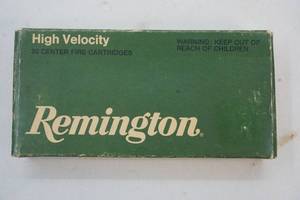 High Velocity
20 CENTER FIRE CARTRIDGES
WARNING: KEEP OUT OF
REACH OF CHILDREN
Remington®